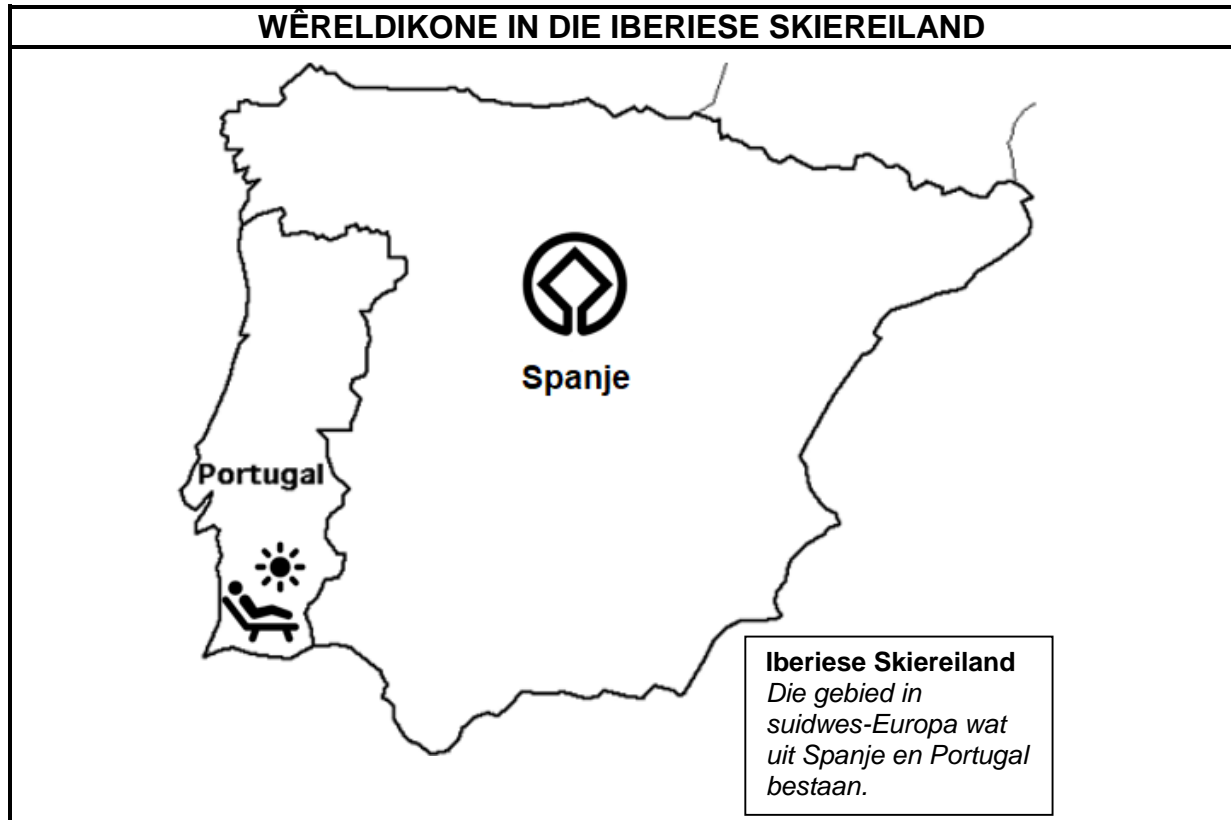 WÊRELDIKONE IN DIE IBERIESE SKIEREILAND
Spanje
Portugal
Iberiese Skiereiland
Die gebied in
suidwes-Europa wat
uit Spanje en Portugal
bestaan.